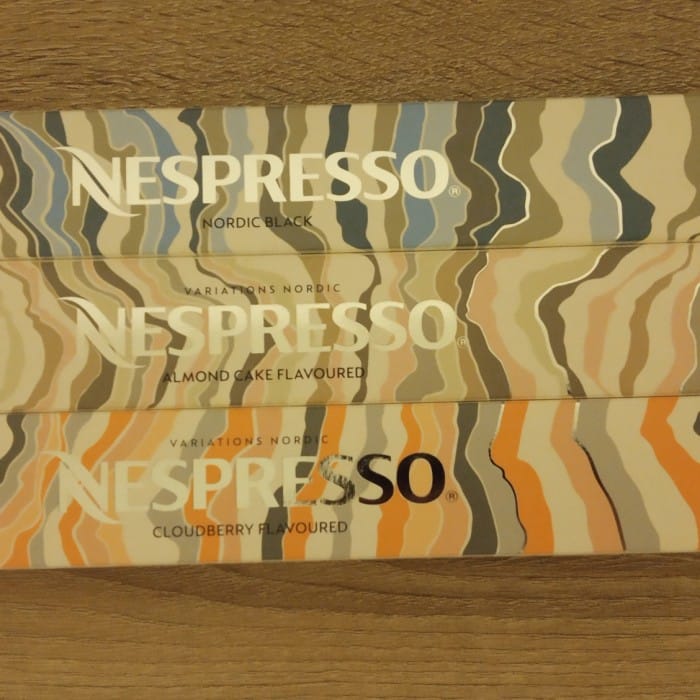 NESPRESSO®
NORDIC BLACK
VARIATIONS NORDIC
NESPRESSO®
ALMOND CAKE FLAVOURED
VARIATIONS NORDIC
NESPRESSO®
CLOUDBERRY FLAVOURED